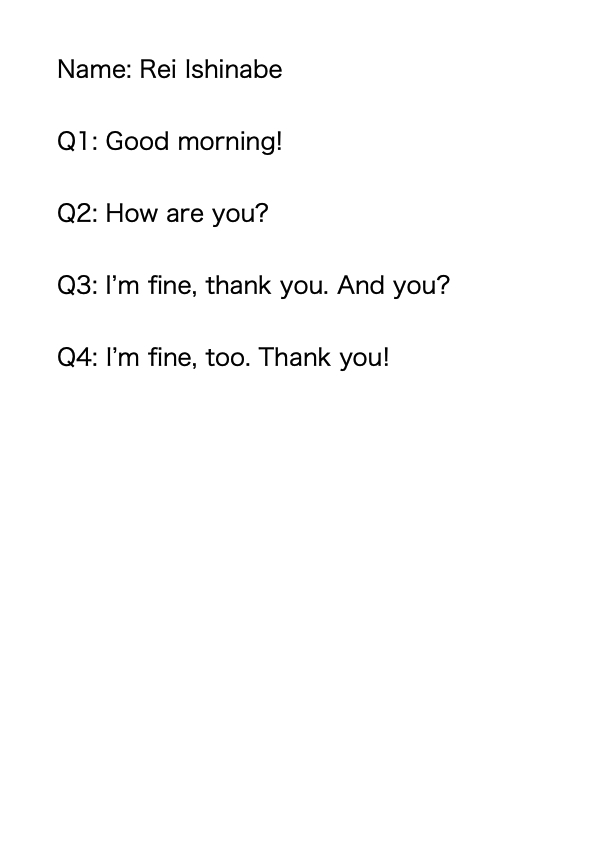 Name: Rei Ishinabe
Q1: Good morning!
Q2: How are you?
Q3: I’m fine, thank you. And you?
Q4: I’m fine, too. Thank you!